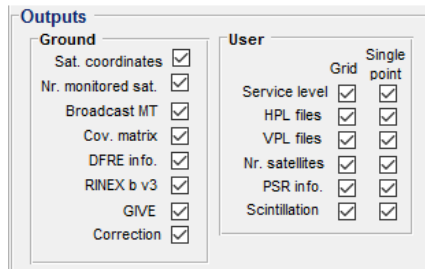 Outputs
Ground
Sat. coordinates
Nr. monitored sat.
Broadcast MT
Cov. matrix
DFRE info.
RINEX b v3
GIVE
Correction
User
Grid Single point
Service level
HPL files
VPL files
Nr. satellites
PSR info.
Scintillation